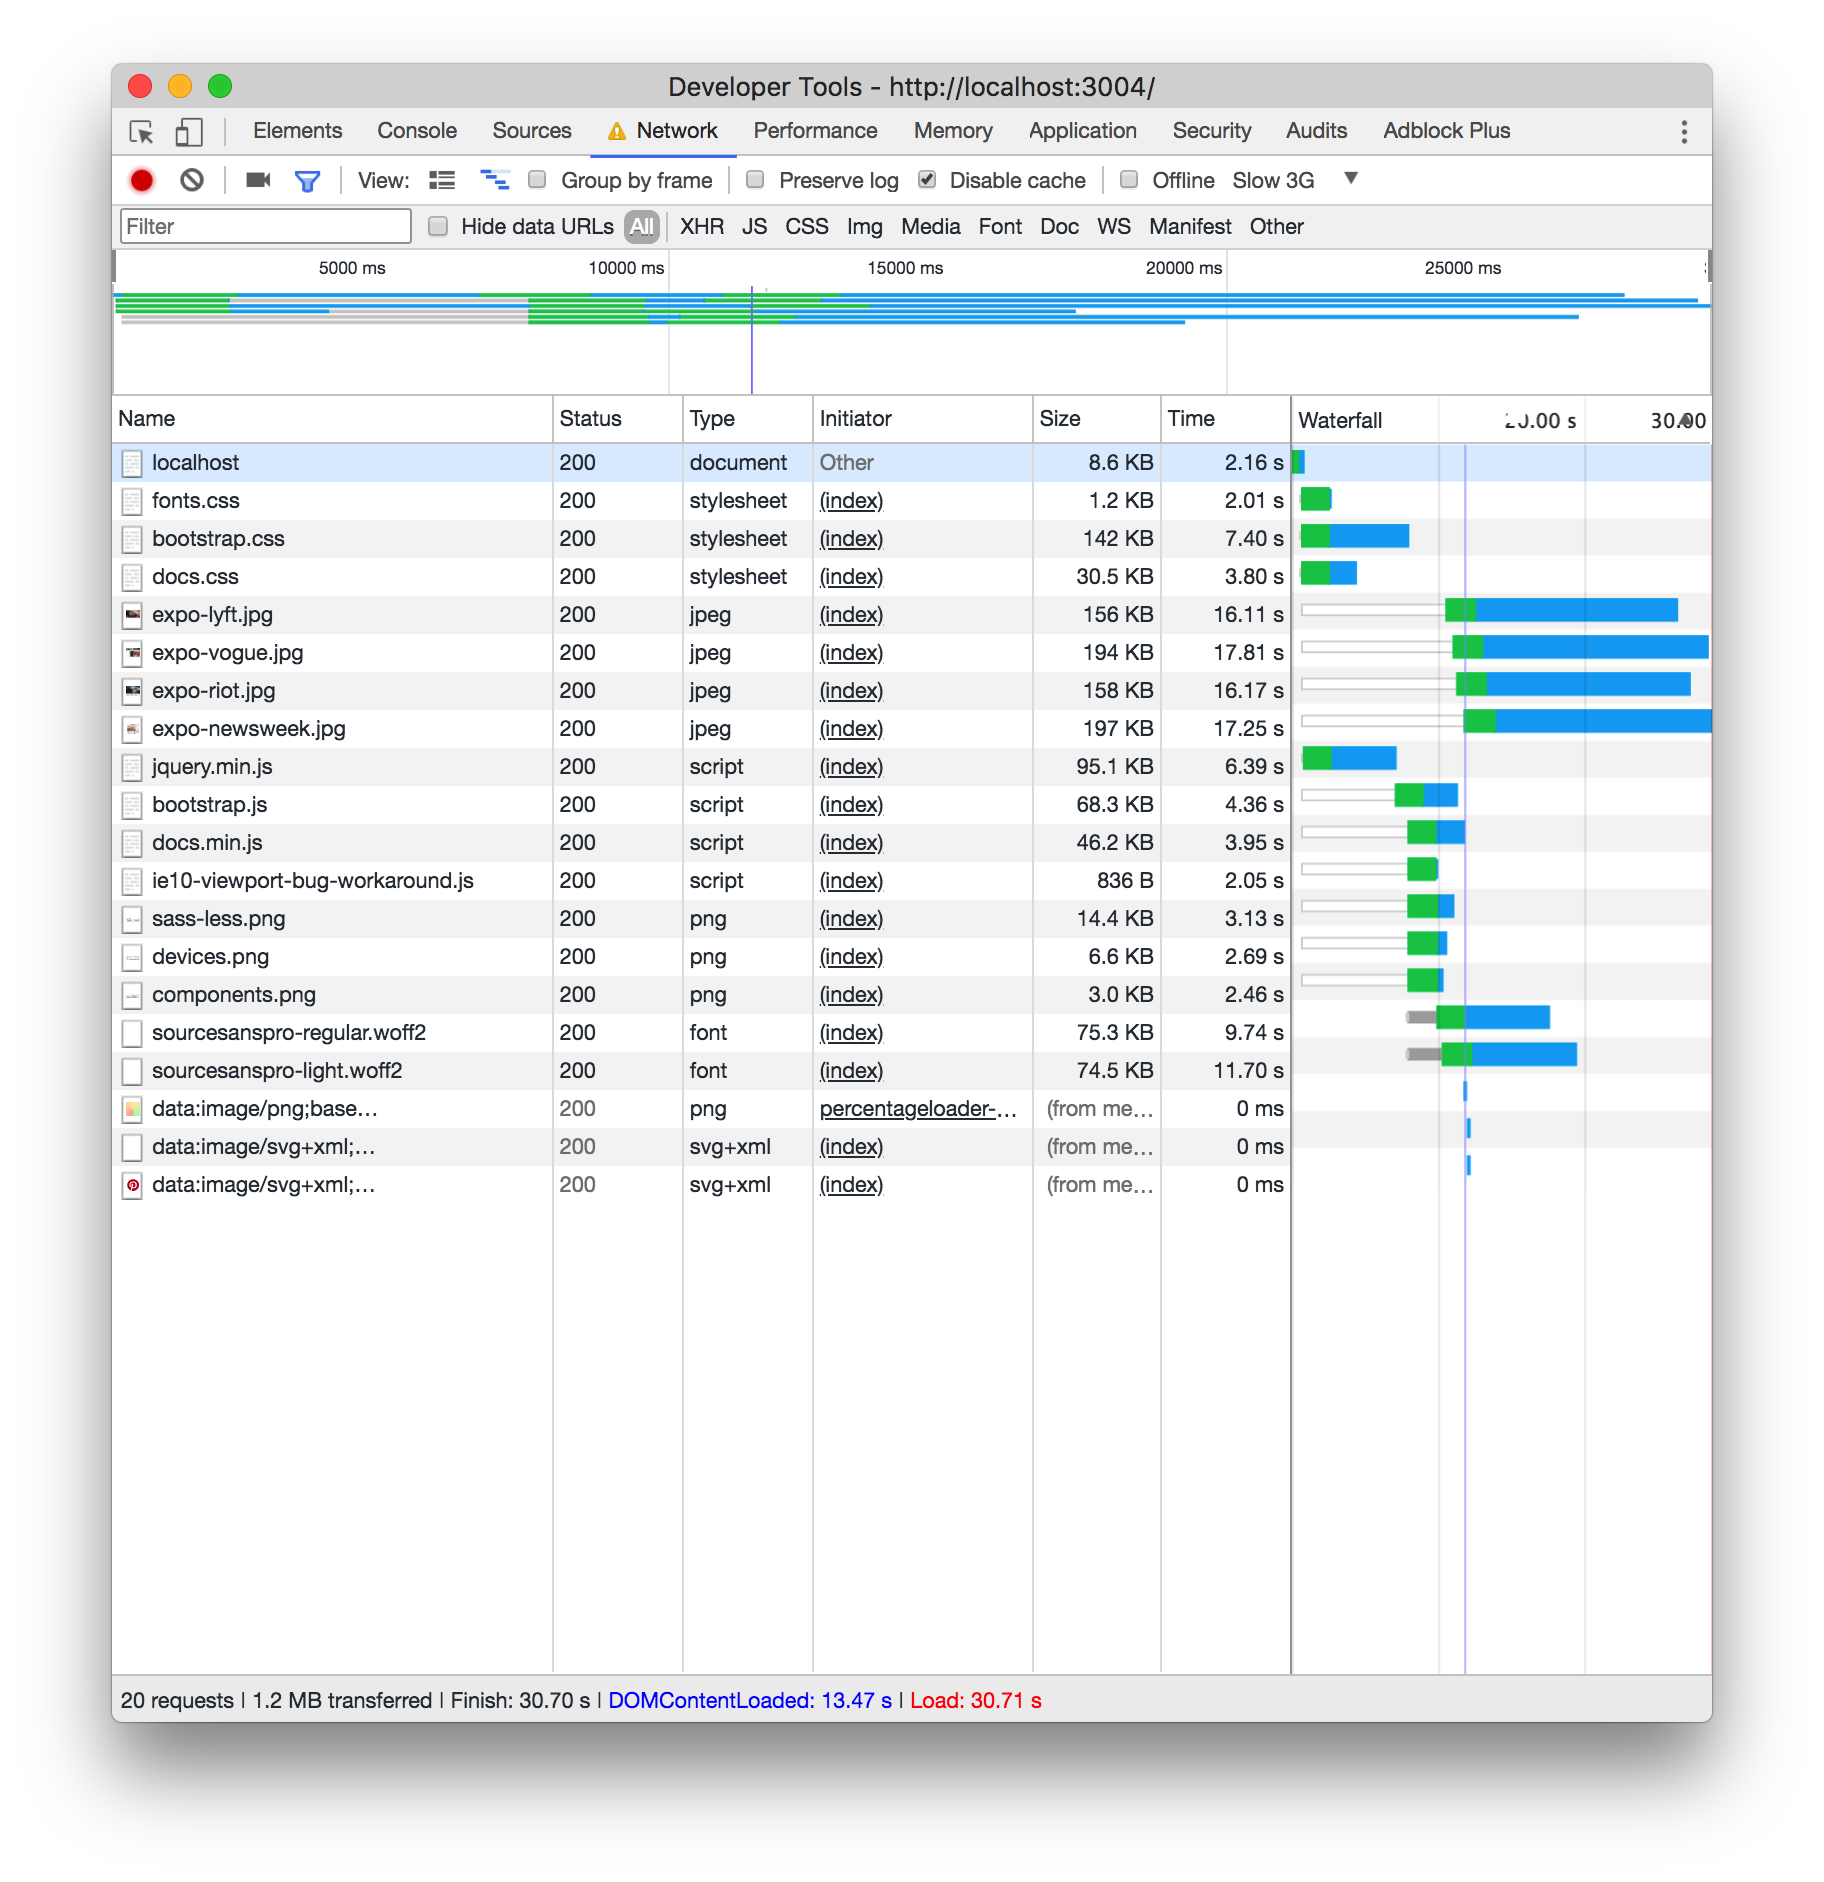 Developer Tools - http://localhost:3004/
Elements Console Sources Network Performance Memory Application Security Audits Adblock Plus
View: Group by frame Preserve log Disable cache Offline Slow 3G
Filter Hide data URLs All XHR JS CSS Img Media Font Doc WS Manifest Other
5000 ms 10000 ms 15000 ms 20000 ms 25000 ms
Name Status Type Initiator Size Time Waterfall 20.00 s 30.00
localhost 200 document Other 8.6 KB 2.16 s
fonts.css 200 stylesheet (index) 1.2 KB 2.01 s
bootstrap.css 200 stylesheet (index) 142 KB 7.40 s
docs.css 200 stylesheet (index) 30.5 KB 3.80 s
expo-lyft.jpg 200 jpeg (index) 156 KB 16.11 s
expo-vogue.jpg 200 jpeg (index) 194 KB 17.81 s
expo-riot.jpg 200 jpeg (index) 158 KB 16.17 s
expo-newsweek.jpg 200 jpeg (index) 197 KB 17.25 s
jquery.min.js 200 script (index) 95.1 KB 6.39 s
bootstrap.js 200 script (index) 68.3 KB 4.36 s
docs.min.js 200 script (index) 46.2 KB 3.95 s
ie10-viewport-bug-workaround.js 200 script (index) 836 B 2.05 s
sass-less.png 200 png (index) 14.4 KB 3.13 s
devices.png 200 png (index) 6.6 KB 2.69 s
components.png 200 png (index) 3.0 KB 2.46 s
sourcesanspro-regular.woff2 200 font (index) 75.3 KB 9.74 s
sourcesanspro-light.woff2 200 font (index) 74.5 KB 11.70 s
data:image/png;base… 200 png percentageloader-… (from me… 0 ms
data:image/svg+xml;… 200 svg+xml (index) (from me… 0 ms
data:image/svg+xml;… 200 svg+xml (index) (from me… 0 ms
20 requests | 1.2 MB transferred | Finish: 30.70 s | DOMContentLoaded: 13.47 s | Load: 30.71 s